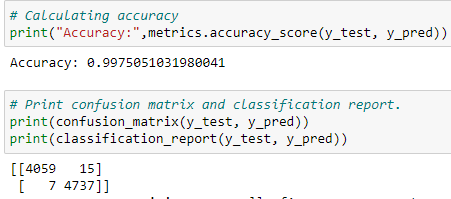 # Calculating accuracy
print("Accuracy:",metrics.accuracy_score(y_test, y_pred))
Accuracy: 0.9975051031980041
# Print confusion matrix and classification report.
print(confusion_matrix(y_test, y_pred))
print(classification_report(y_test, y_pred))
[[4059   15]
 [   7 4737]]